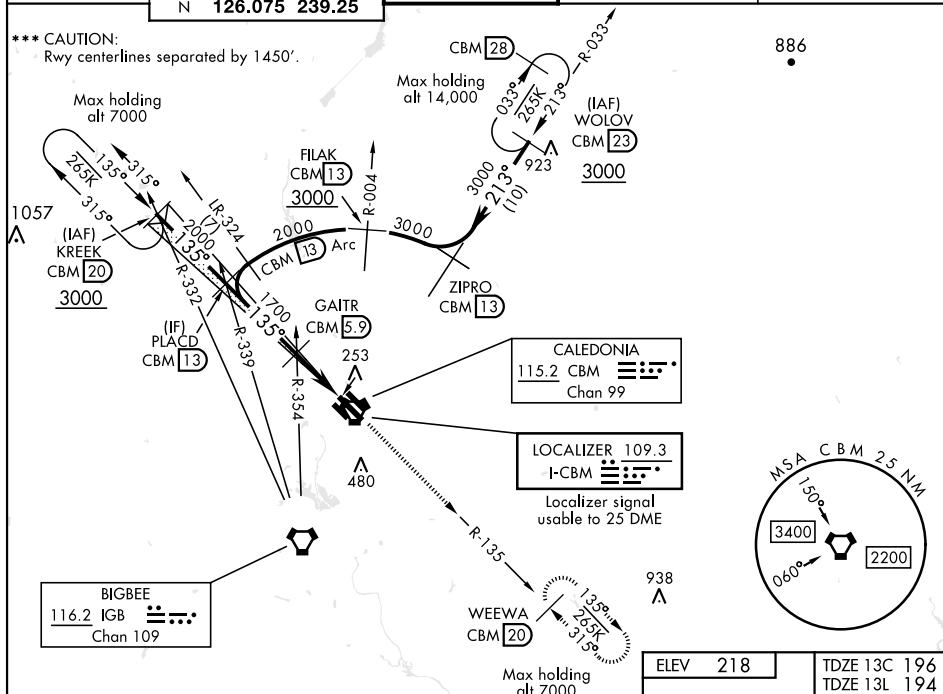 N 126.075 239.25
*** CAUTION:
Rwy centerlines separated by 1450'.
CBM 28
R-033
886
Max holding
alt 14,000
033°
265K
213°
(IAF)
WOLOV
CBM 23
3000
923
Max holding
alt 7000
265K
135°
315°
315°
1057
(IAF)
KREEK
CBM 20
3000
FILAK
CBM 13
3000
R-004
3000
213°
(10)
3000
2000
CBM 13 Arc
LR-324
(7)
2000
135°
ZIPRO
CBM 13
R-332
(IF)
PLACD
CBM 13
R-339
1700
135°
GAITR
CBM 5.9
253
R-354
CALEDONIA
115.2 CBM
Chan 99
LOCALIZER 109.3
I-CBM
Localizer signal
usable to 25 DME
480
R-135
MSA CBM 25 NM
150°
3400
2200
060°
BIGBEE
116.2 IGB
Chan 109
938
WEEWA
CBM 20
135°
265K
315°
Max holding
alt 7000
ELEV 218
TDZE 13C 196
TDZE 13L 194